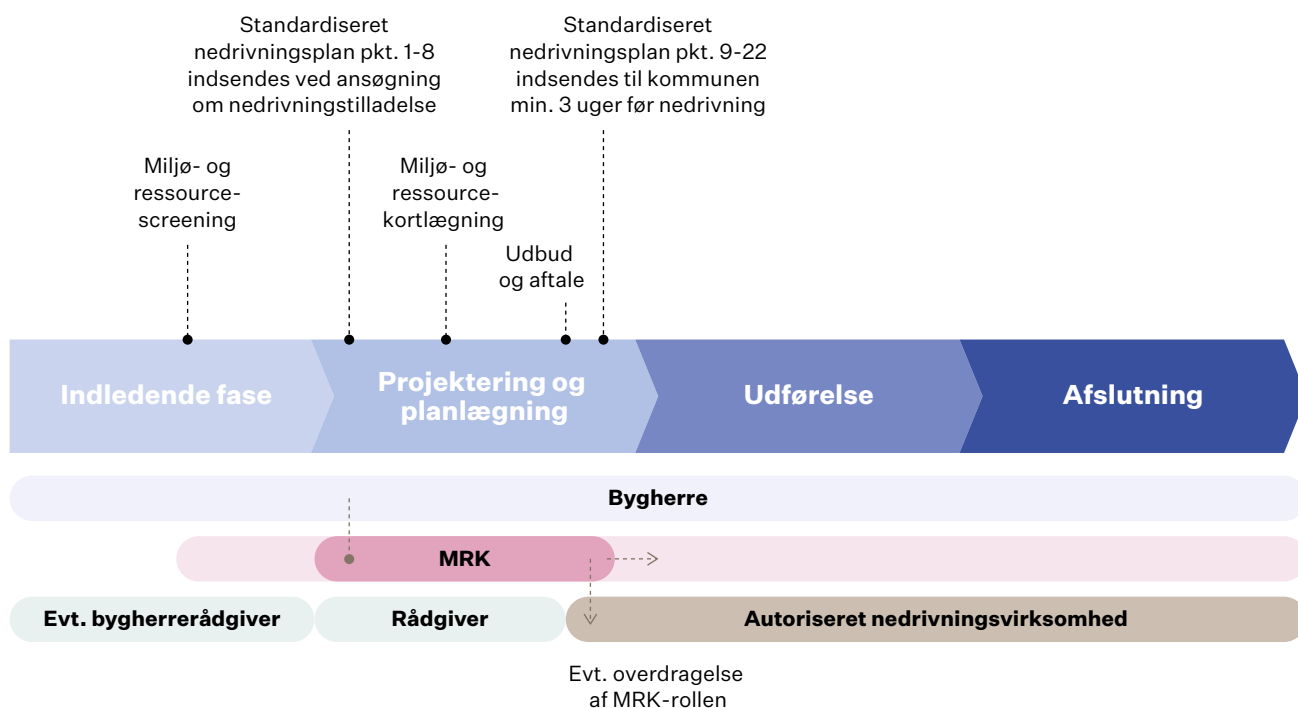 Standardiseret
nedrivningsplan pkt. 1-8
indsendes ved ansøgning
om nedrivningstilladelse
Standardiseret
nedrivningsplan pkt. 9-22
indsendes til kommunen
min. 3 uger før nedrivning
Miljø- og
ressource-
screening
Miljø- og
ressource-
kortlægning
Udbud
og aftale
Indledende fase
Projektering og
planlægning
Udførelse
Afslutning
Bygherre
MRK
Evt. bygherrerådgiver
Rådgiver
Autoriseret nedrivningsvirksomhed
Evt. overdragelse
af MRK-rollen